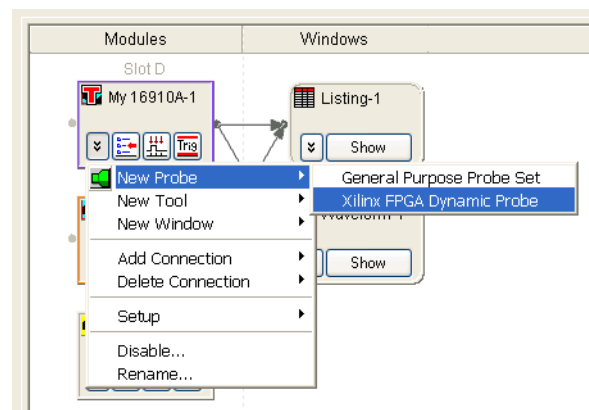 Modules Windows
Slot D
My 16910A-1 Listing-1
Trig Show
New Probe General Purpose Probe Set
New Tool Xilinx FPGA Dynamic Probe
New Window
Add Connection Show
Delete Connection
Setup
Disable...
Rename...